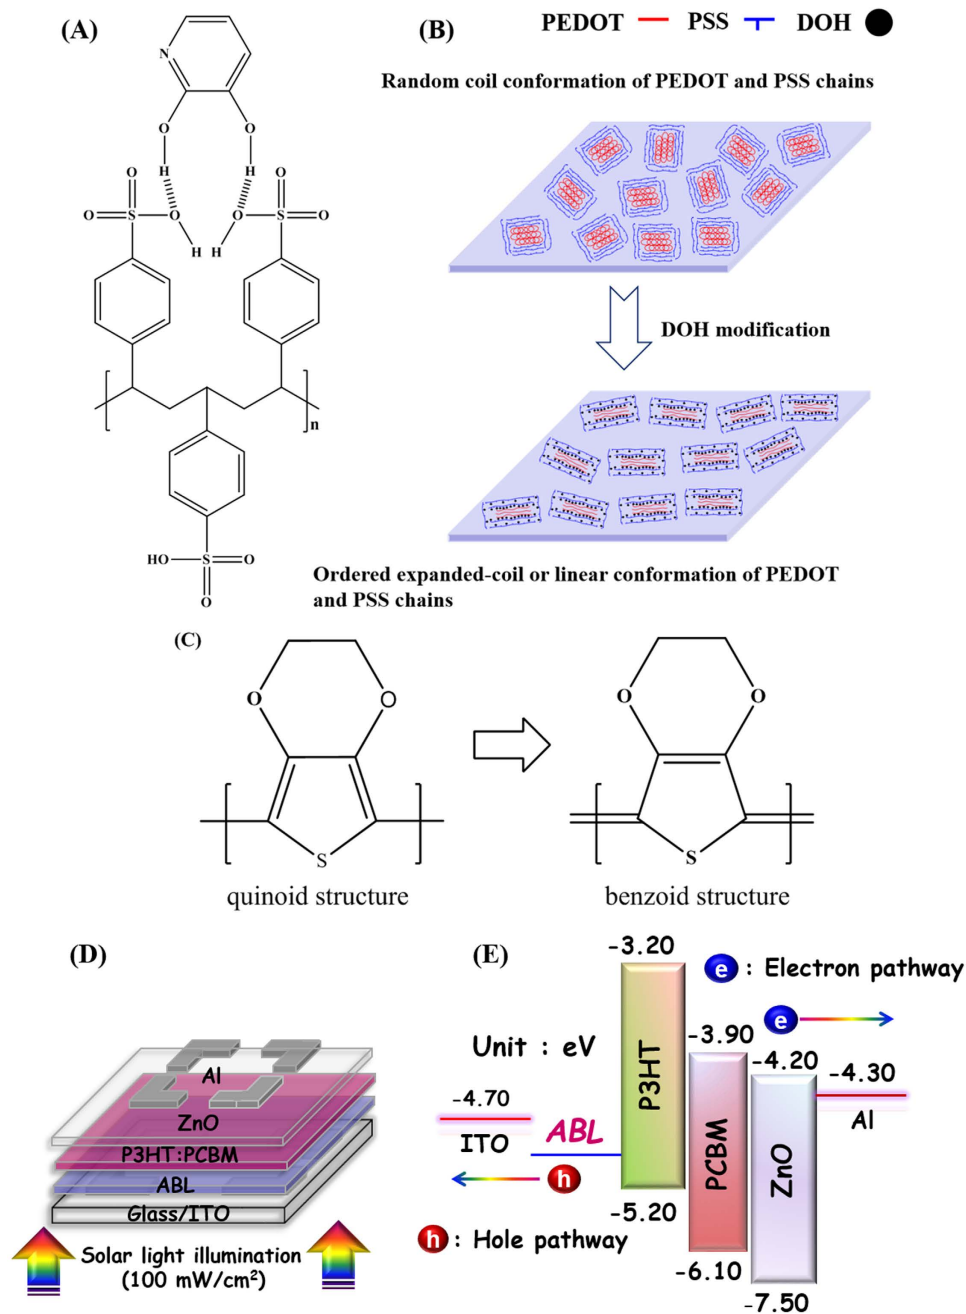 (A)
N
O
O
H
H
O
O
O
S
O
O
S
O
O
H
H
n
HO
S
O
O
(B)
PEDOT PSS DOH
Random coil conformation of PEDOT and PSS chains
DOH modification
Ordered expanded-coil or linear conformation of PEDOT
and PSS chains
(C)
O
O
S
quinoid structure
O
O
S
benzoid structure
(D)
Al
ZnO
P3HT:PCBM
ABL
Glass/ITO
Solar light illumination
(100 mW/cm²)
(E)
-3.20
e : Electron pathway
e
Unit : eV
-3.90
-4.20
-4.30
-4.70
ITO
ABL
P3HT
PCBM
ZnO
Al
h
-5.20
h : Hole pathway
-6.10
-7.50